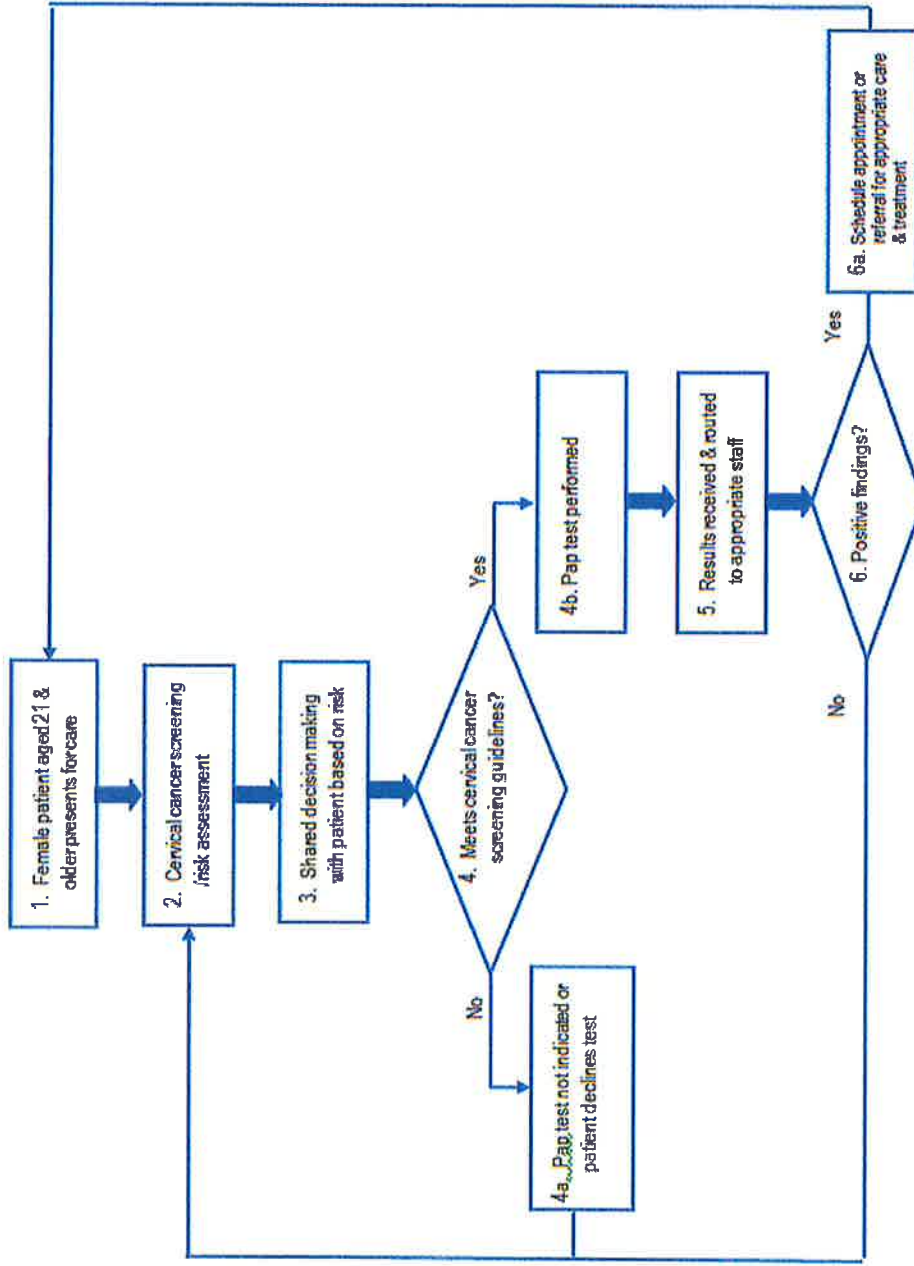 1. Female patient aged 21 &
older presents for care
2. Cervical cancer screening
/risk assessment
3. Shared decision making
with patient based on risk
4. Meets cervical cancer
screening guidelines?
No
Yes
4a. Pap test not indicated or
patient declines test
4b. Pap test performed
5. Results received & routed
to appropriate staff
6. Positive findings?
No
Yes
6a. Schedule appointment or
referral for appropriate care
& treatment